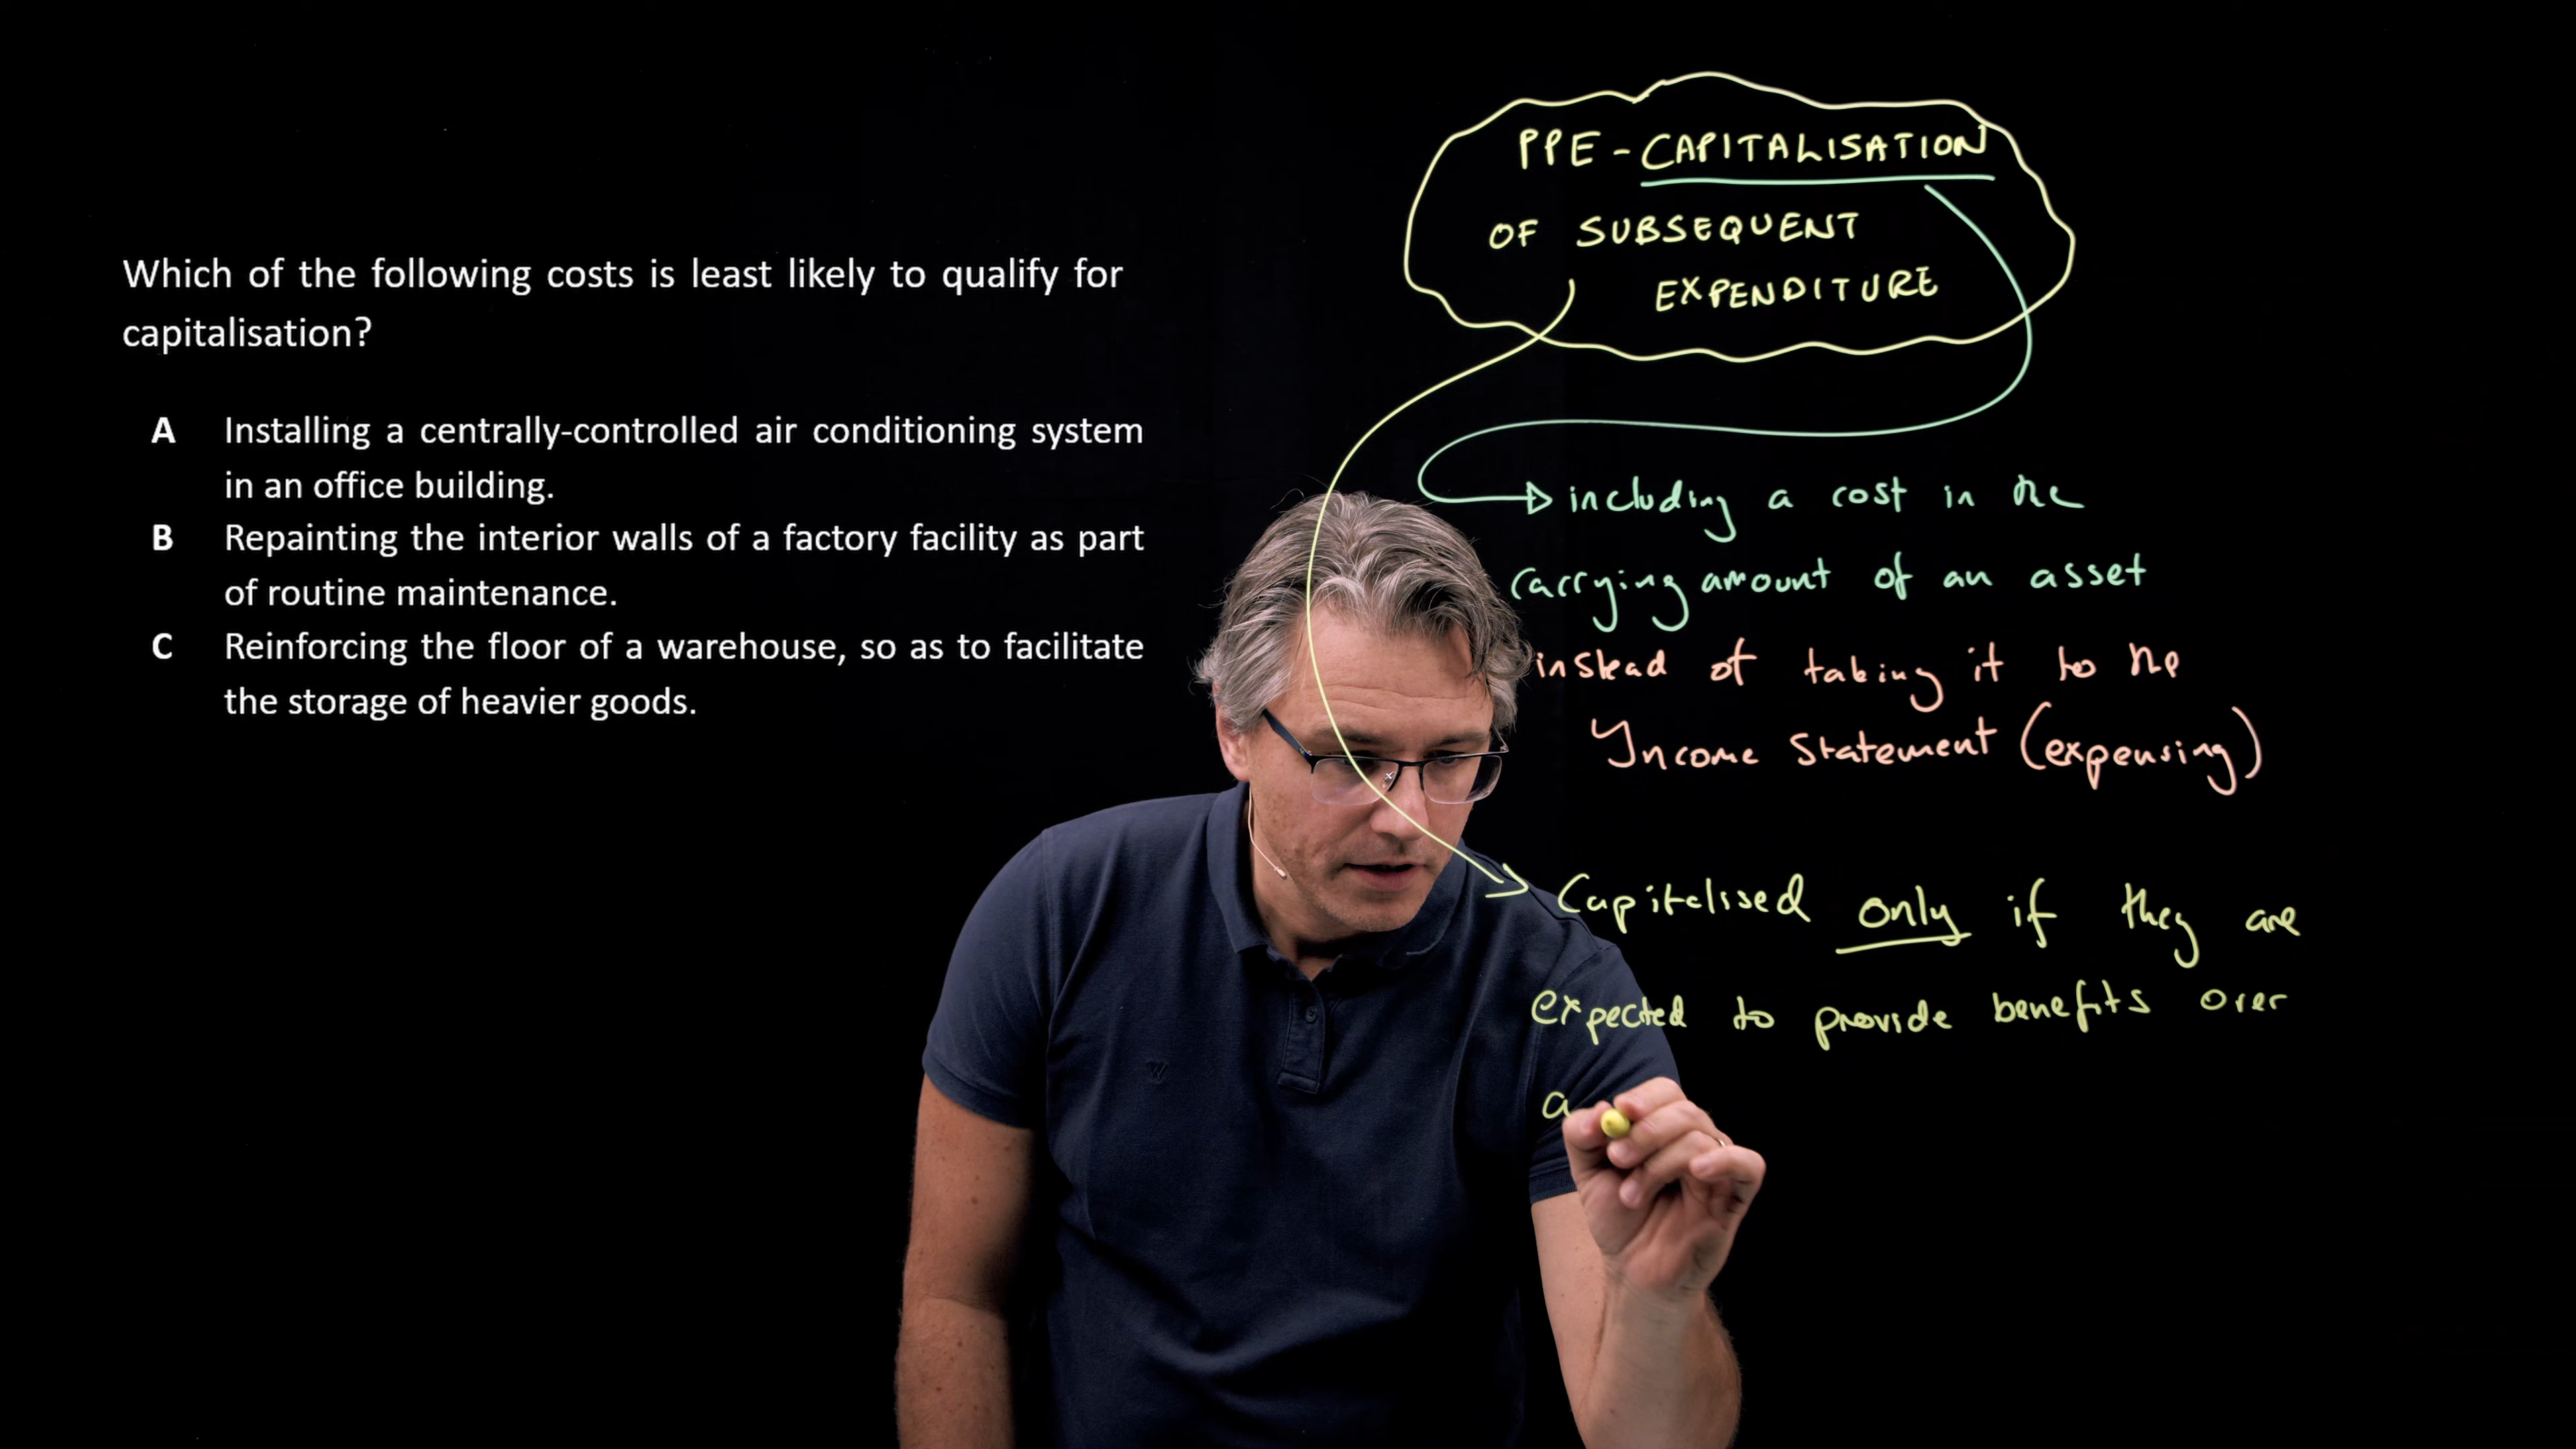 Which of the following costs is least likely to qualify for
capitalisation?
A Installing a centrally-controlled air conditioning system
in an office building.
B Repainting the interior walls of a factory facility as part
of routine maintenance.
C Reinforcing the floor of a warehouse, so as to facilitate
the storage of heavier goods.
PPE - CAPITALISATION
OF SUBSEQUENT
EXPENDITURE
including a cost in the
carrying amount of an asset
instead of taking it to the
Income Statement (expensing)
Capitalised only if they are
expected to provide benefits over
a